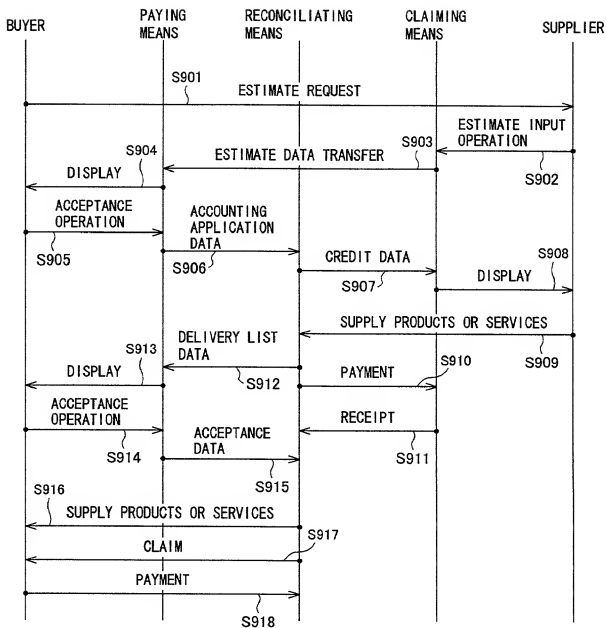 BUYER
PAYING
MEANS
RECONCILIATING
MEANS
CLAIMING
MEANS
SUPPLIER
S901
ESTIMATE REQUEST
ESTIMATE INPUT
OPERATION
S902
S903
ESTIMATE DATA TRANSFER
S904
DISPLAY
ACCEPTANCE
OPERATION
S905
ACCOUNTING
APPLICATION
DATA
S906
CREDIT DATA
S907
S908
DISPLAY
SUPPLY PRODUCTS OR SERVICES
S909
DELIVERY LIST
DATA
S912
S913
DISPLAY
PAYMENT
S910
ACCEPTANCE
OPERATION
S914
RECEIPT
S911
ACCEPTANCE
DATA
S915
S916
SUPPLY PRODUCTS OR SERVICES
S917
CLAIM
PAYMENT
S918